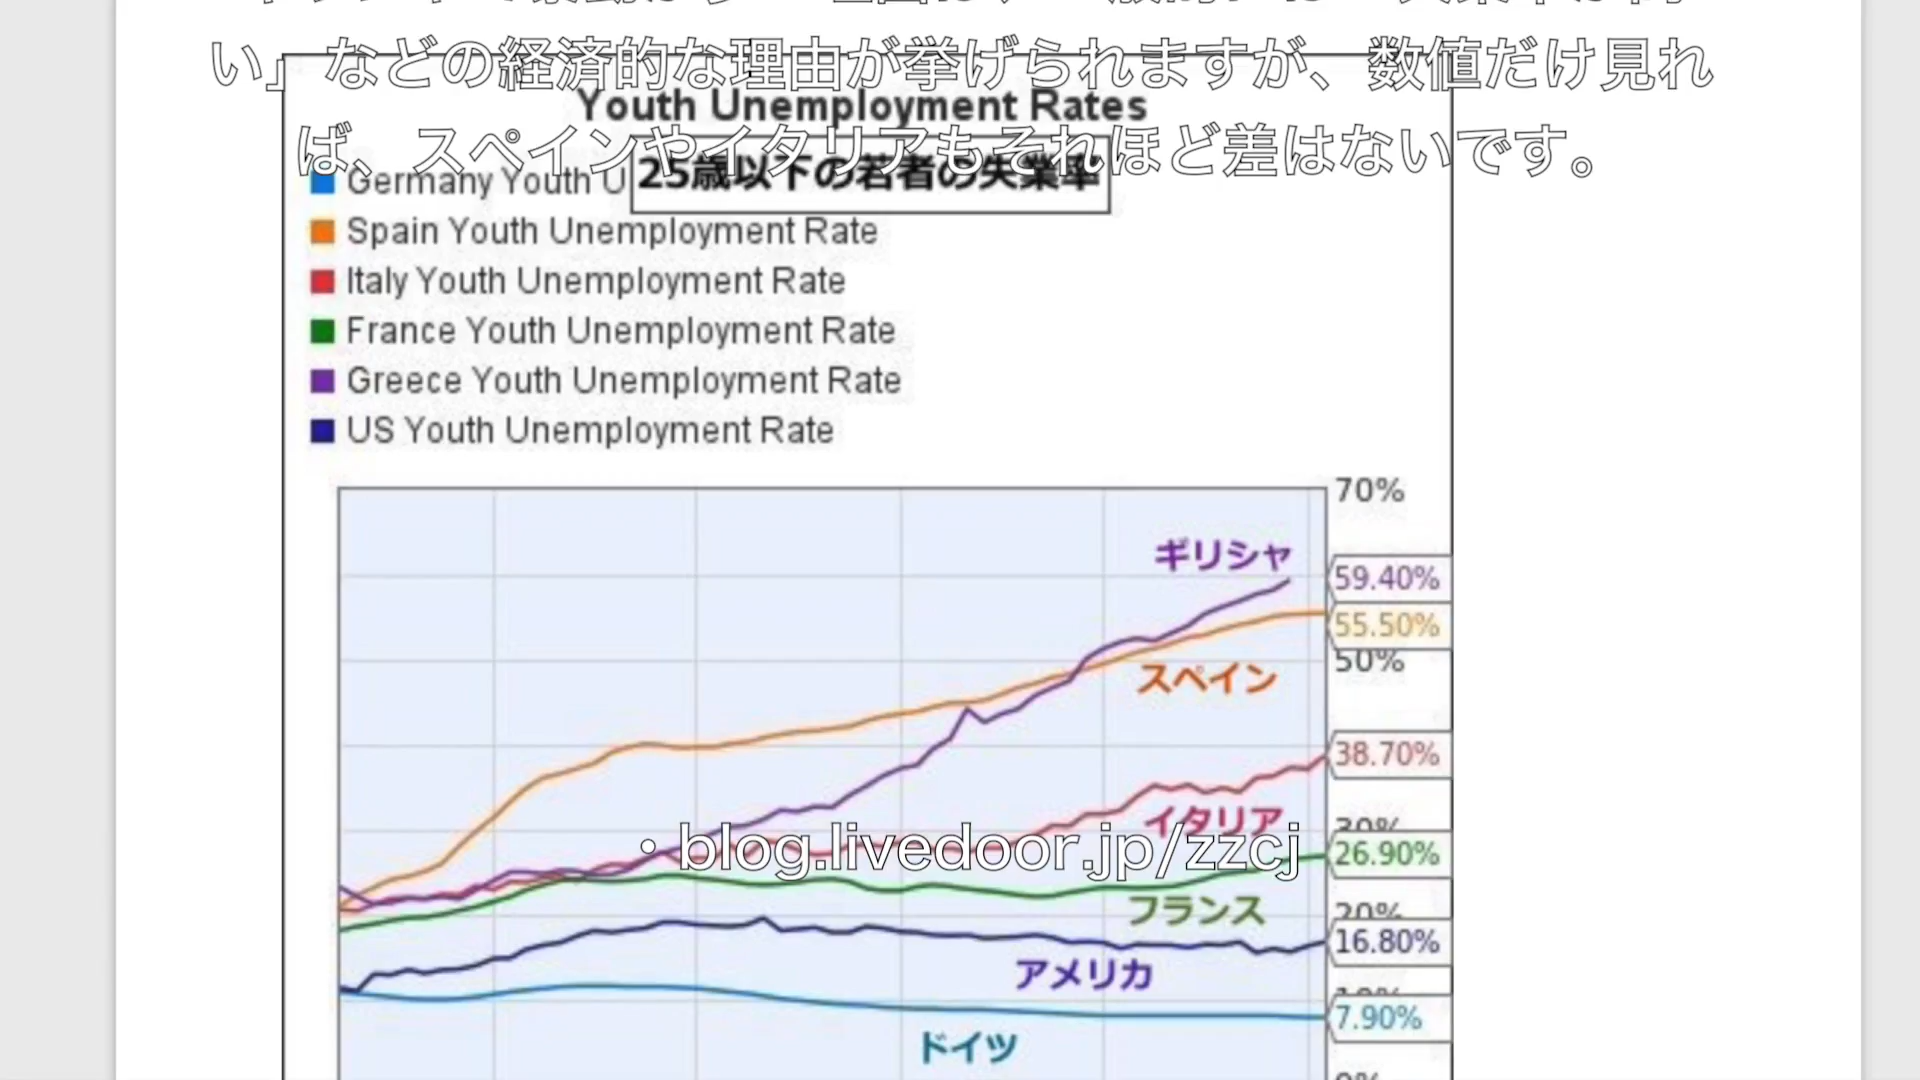 い」などの経済的な理由が挙げられますが、数値だけ見れ
ば、スペインやイタリアもそれほど差はないです。
Youth Unemployment Rates
25歳以下の若者の失業率
Germany Youth U
Spain Youth Unemployment Rate
Italy Youth Unemployment Rate
France Youth Unemployment Rate
Greece Youth Unemployment Rate
US Youth Unemployment Rate
70%
ギリシャ
59.40%
55.50%
50%
スペイン
38.70%
イタリア
30%
・blog.livedoor.jp/zzcj
26.90%
フランス
20%
16.80%
アメリカ
10%
7.90%
ドイツ